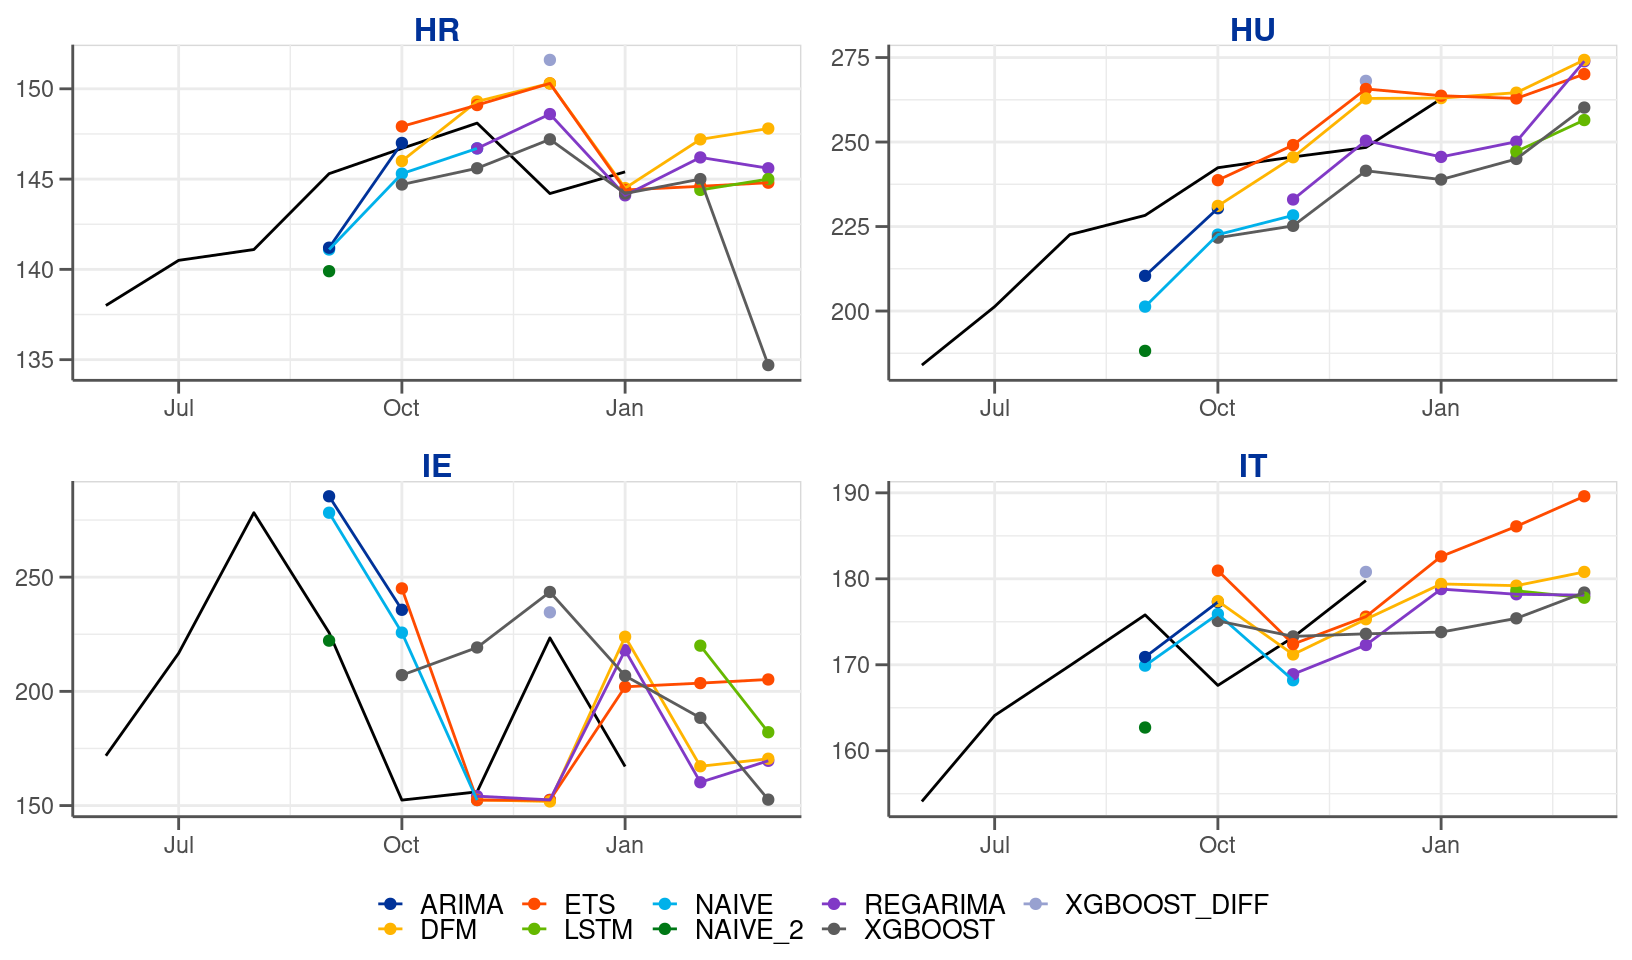 HR
150
145
140
135
Jul
Oct
Jan
HU
275
250
225
200
Jul
Oct
Jan
IE
250
200
150
Jul
Oct
Jan
IT
190
180
170
160
Jul
Oct
Jan
ARIMA
ETS
NAIVE
REGARIMA
XGBOOST_DIFF
DFM
LSTM
NAIVE_2
XGBOOST